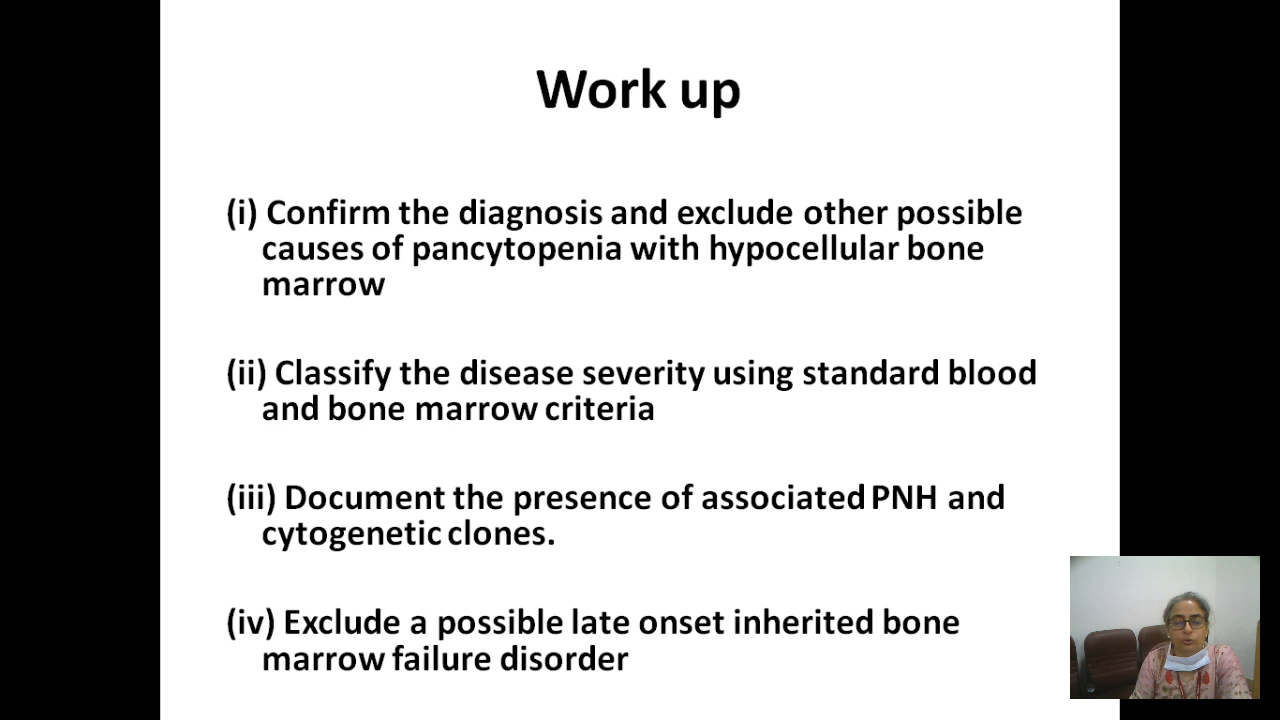 Work up
(i) Confirm the diagnosis and exclude other possible
causes of pancytopenia with hypocellular bone
marrow
(ii) Classify the disease severity using standard blood
and bone marrow criteria
(iii) Document the presence of associated PNH and
cytogenetic clones.
(iv) Exclude a possible late onset inherited bone
marrow failure disorder